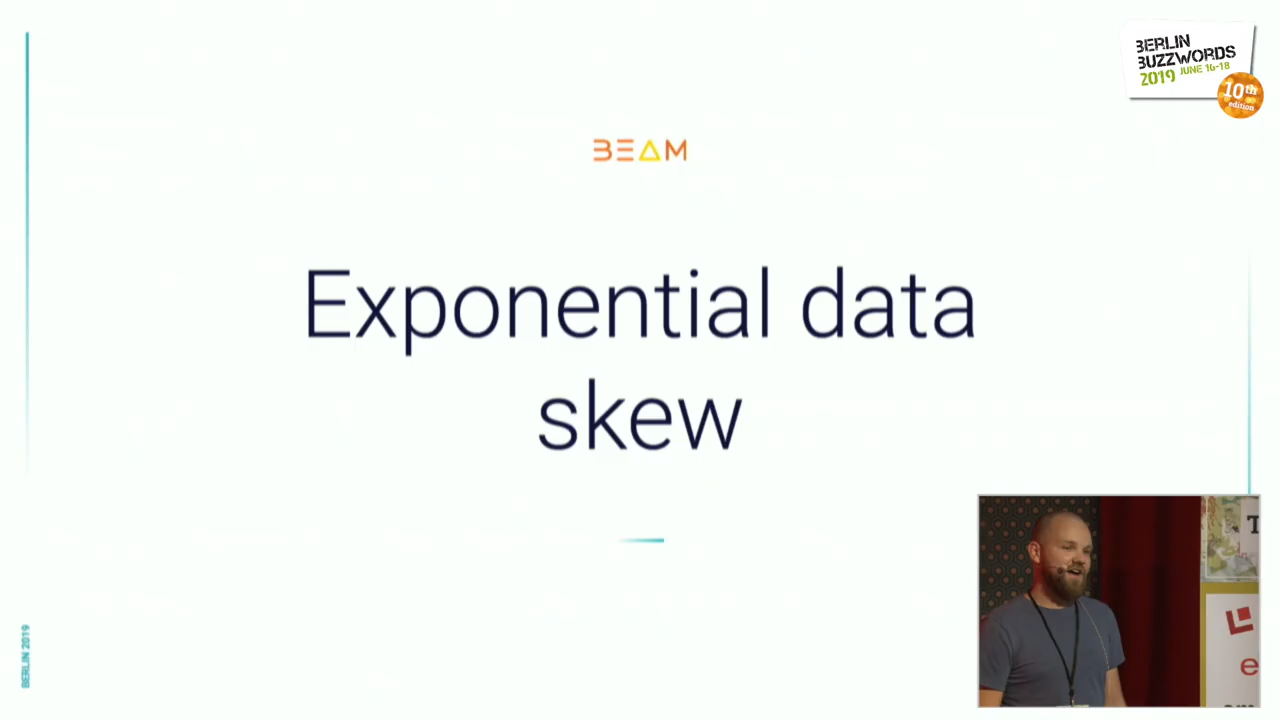 BERLIN
BUZZWORDS
2019 JUNE 16-18
10th
edition
BEAM
Exponential data
skew
BERLIN 2019
T
e